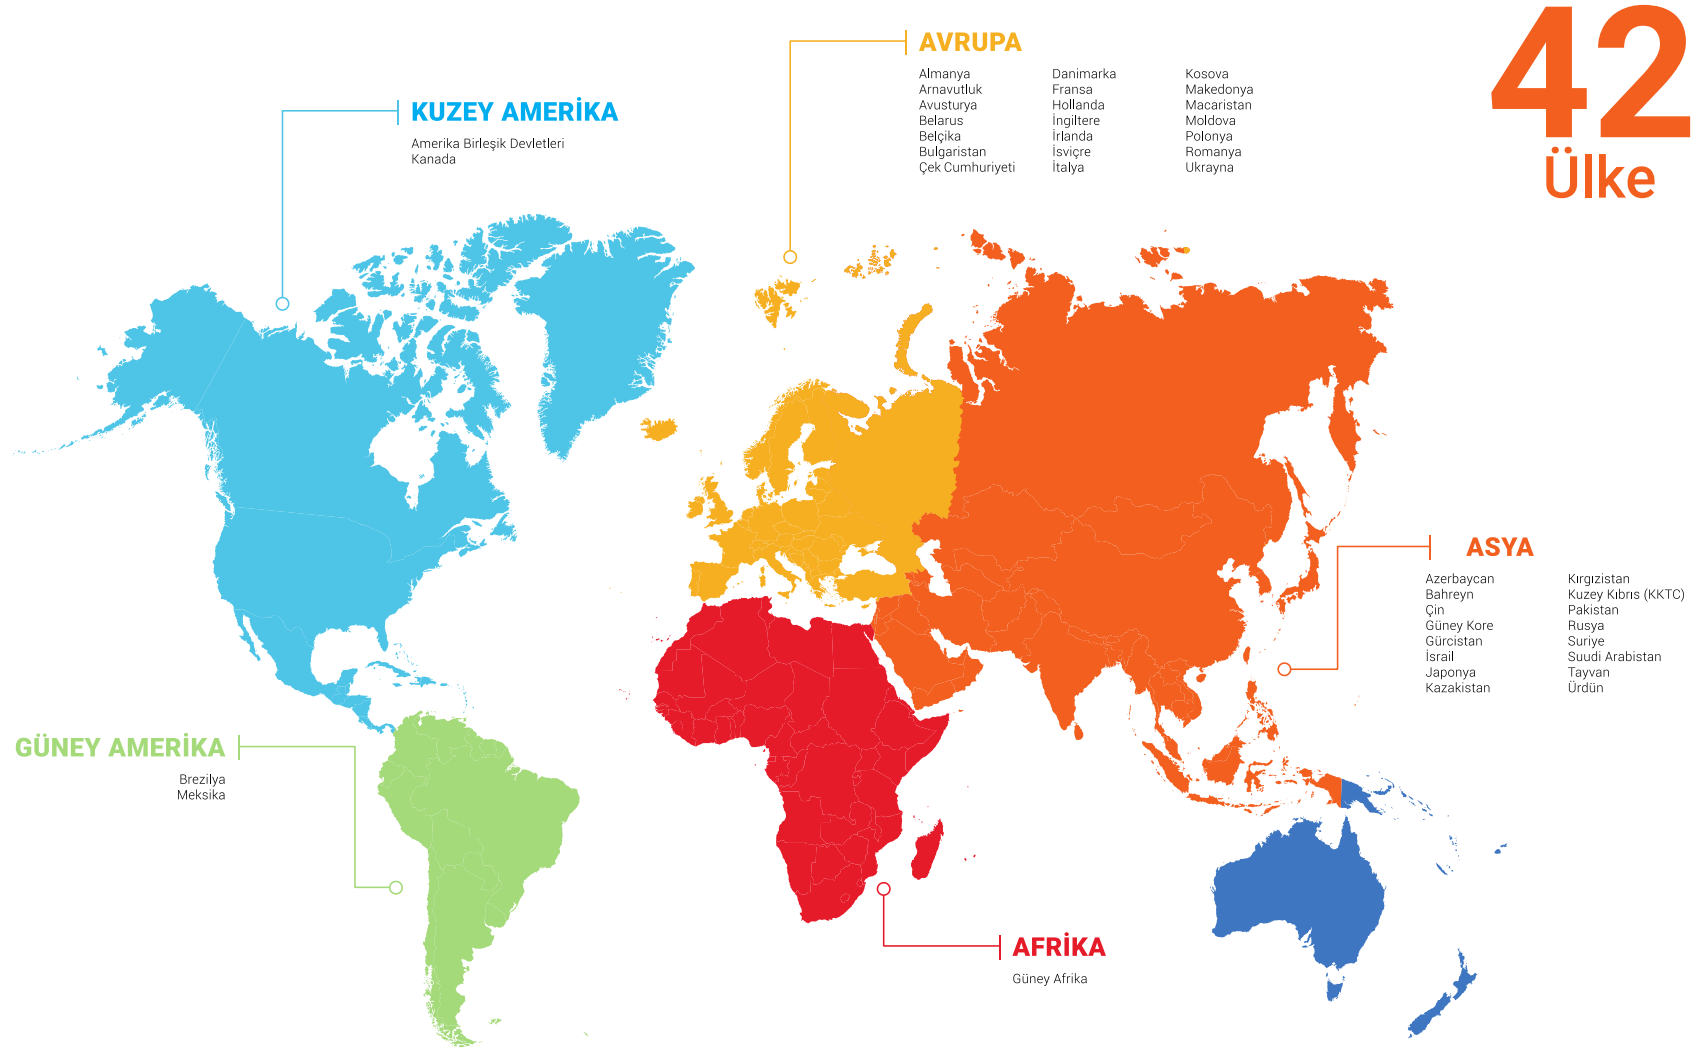 42
Ülke
AVRUPA
Almanya
Arnavutluk
Avusturya
Belarus
Belçika
Bulgaristan
Çek Cumhuriyeti
Danimarka
Fransa
Hollanda
İngiltere
İrlanda
İsviçre
İtalya
Kosova
Makedonya
Macaristan
Moldova
Polonya
Romanya
Ukrayna
KUZEY AMERİKA
Amerika Birleşik Devletleri
Kanada
ASYA
Azerbaycan
Bahreyn
Çin
Güney Kore
Gürcistan
İsrail
Japonya
Kazakistan
Kırgızistan
Kuzey Kıbrıs (KKTC)
Pakistan
Rusya
Suriye
Suudi Arabistan
Tayvan
Ürdün
GÜNEY AMERİKA
Brezilya
Meksika
AFRİKA
Güney Afrika